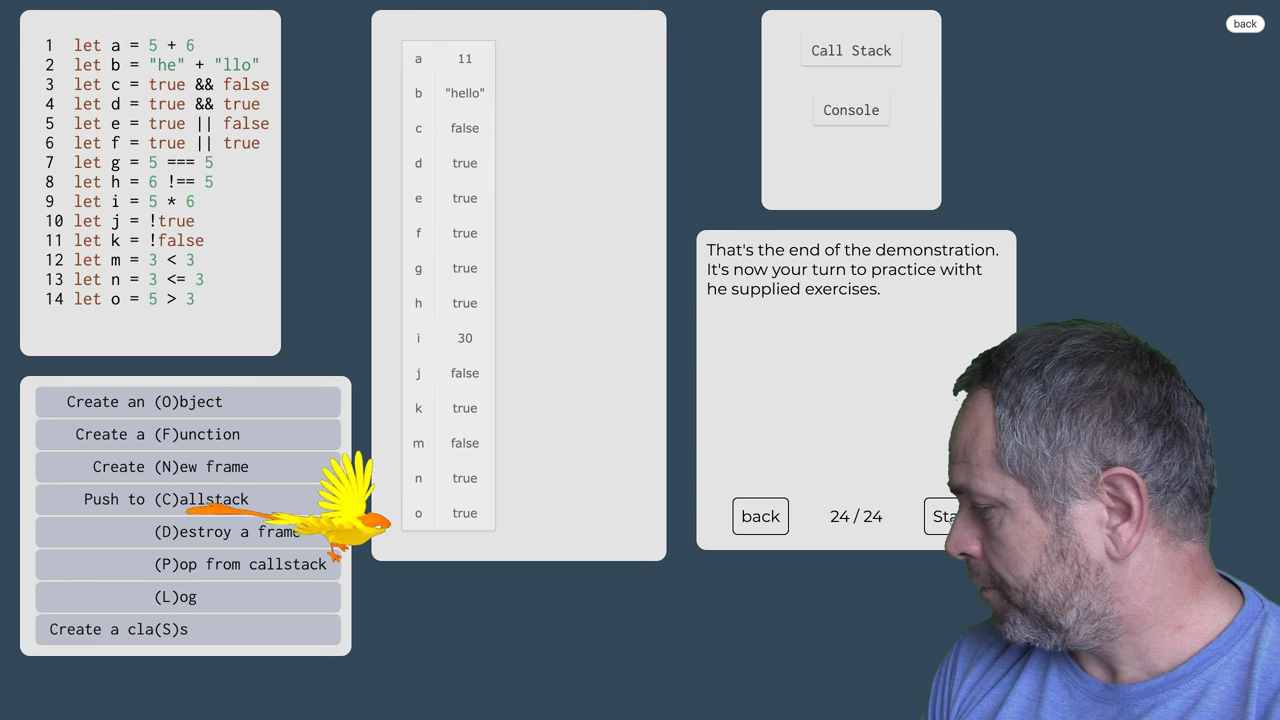 1 let a = 5 + 6
2 let b = "he" + "llo"
3 let c = true && false
4 let d = true && true
5 let e = true || false
6 let f = true || true
7 let g = 5 === 5
8 let h = 6 !== 5
9 let i = 5 * 6
10 let j = !true
11 let k = !false
12 let m = 3 < 3
13 let n = 3 <= 3
14 let o = 5 > 3
Create an (O)bject
Create a (F)unction
Create (N)ew frame
Push to (C)allstack
(D)estroy a frame
(P)op from callstack
(L)og
Create a cla(S)s
a 11
b "hello"
c false
d true
e true
f true
g true
h true
i 30
j false
k true
m false
n true
o true
Call Stack
Console
back
That's the end of the demonstration.
It's now your turn to practice witht
he supplied exercises.
back 24 / 24